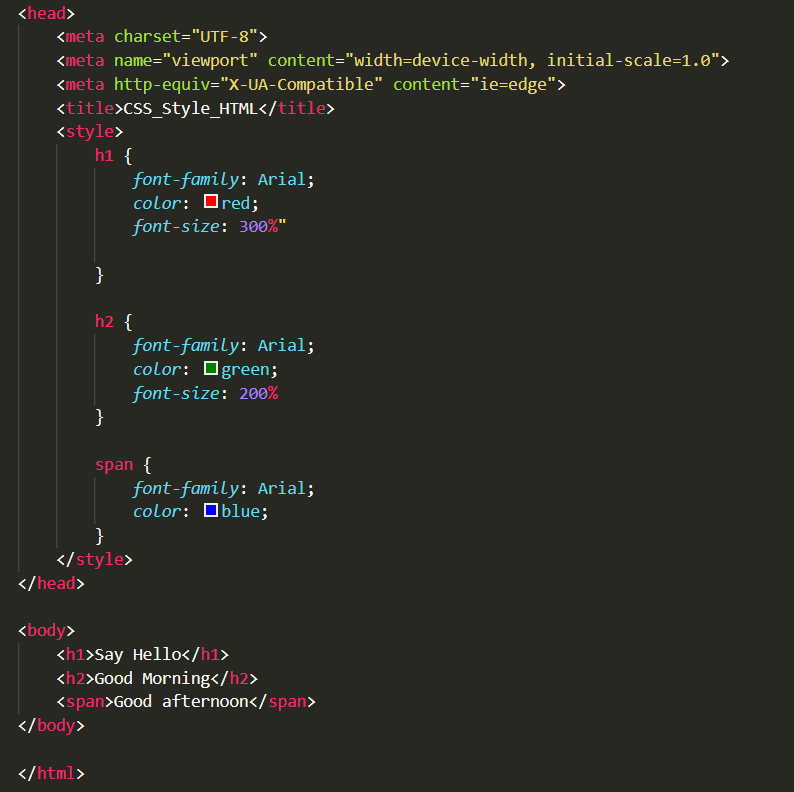 <head>
<meta charset="UTF-8">
<meta name="viewport" content="width=device-width, initial-scale=1.0">
<meta http-equiv="X-UA-Compatible" content="ie=edge">
<title>CSS_Style_HTML</title>
<style>
h1 {
font-family: Arial;
color: red;
font-size: 300%"
}
h2 {
font-family: Arial;
color: green;
font-size: 200%
}
span {
font-family: Arial;
color: blue;
}
</style>
</head>
<body>
<h1>Say Hello</h1>
<h2>Good Morning</h2>
<span>Good afternoon</span>
</body>
</html>